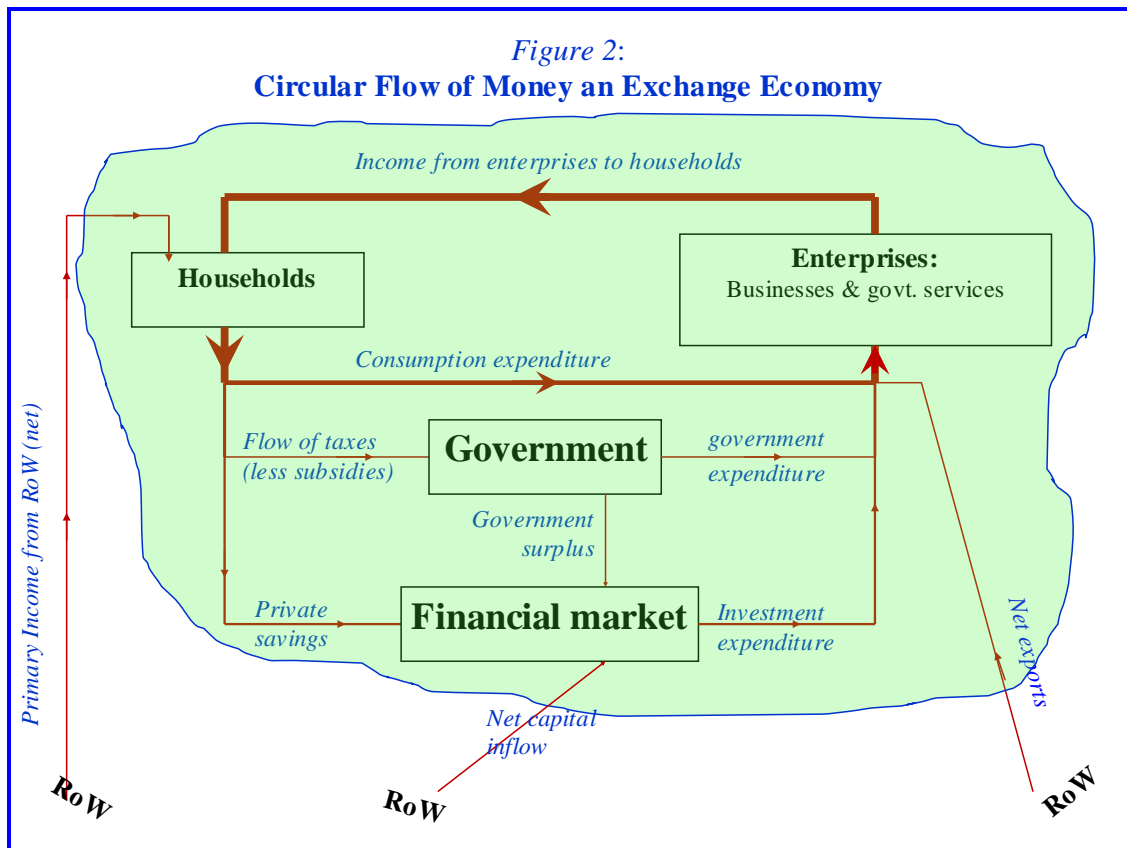 Figure 2:
Circular Flow of Money an Exchange Economy
Income from enterprises to households
Households
Enterprises:
Businesses & govt. services
Consumption expenditure
Flow of taxes
(less subsidies)
Government
government
expenditure
Government
surplus
Private
savings
Financial market
Investment
expenditure
Primary Income from RoW (net)
Net exports
Net capital
inflow
RoW
RoW
RoW